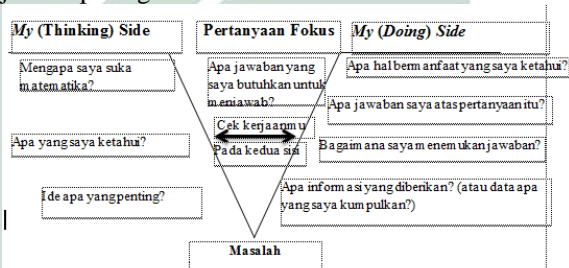 My (Thinking) Side
Pertanyaan Fokus
My (Doing) Side
Mengapa saya suka
matematika?
Apa jawaban yang
saya butuhkan untuk
menjawab?
Apa hal bermanfaat yang saya ketahui?
Apa jawaban saya atas pertanyaan itu?
Cek kerjaanmu
Pada kedua sisi
Apa yang saya ketahui?
Bagaimana saya menemukan jawaban?
Ide apa yang penting?
Apa informasi yang diberikan? (atau data apa
yang saya kumpulkan?)
Masalah